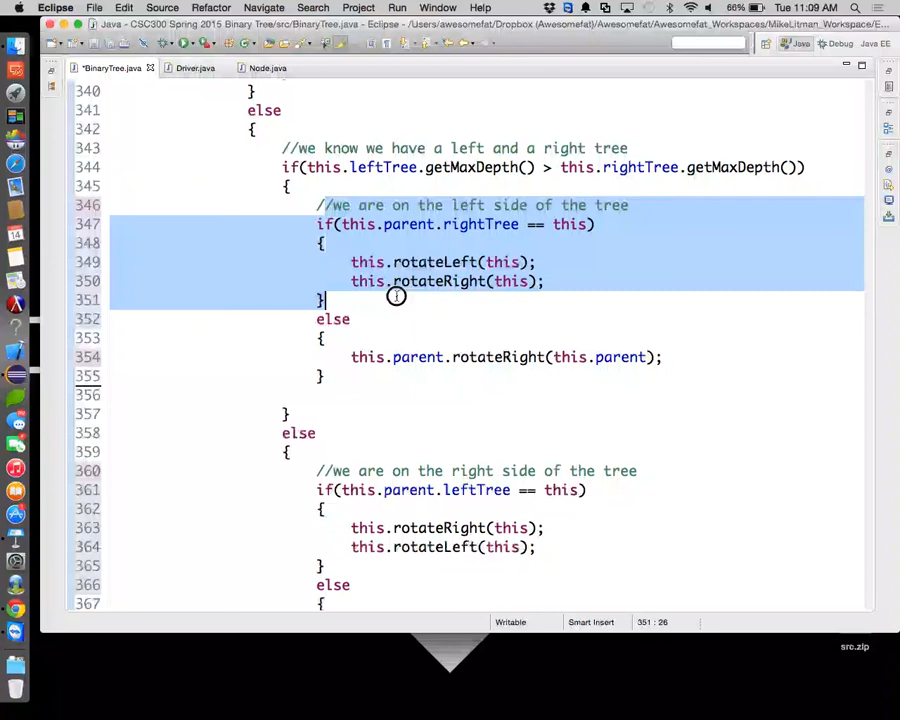 Eclipse File Edit Source Refactor Navigate Search Project Run Window Help 66% Tue 11:09 AM
Java - CSC300 Spring 2015 Binary Tree/src/BinaryTree.java - Eclipse - /Users/awesomefat/Dropbox (Awesomefat)/Awesomefat_Workspaces/MikeLitman_Workspace/E...
Java Debug Java EE
*BinaryTree.java Driver.java Node.java
340 }
341 else
342 {
343 //we know we have a left and a right tree
344 if(this.leftTree.getMaxDepth() > this.rightTree.getMaxDepth())
345 {
346 //we are on the left side of the tree
347 if(this.parent.rightTree == this)
348 {
349 this.rotateLeft(this);
350 this.rotateRight(this);
351 }
352 else
353 {
354 this.parent.rotateRight(this.parent);
355 }
356
357 }
358 else
359 {
360 //we are on the right side of the tree
361 if(this.parent.leftTree == this)
362 {
363 this.rotateRight(this);
364 this.rotateLeft(this);
365 }
366 else
367 {
Writable Smart Insert 351 : 26
src.zip
14